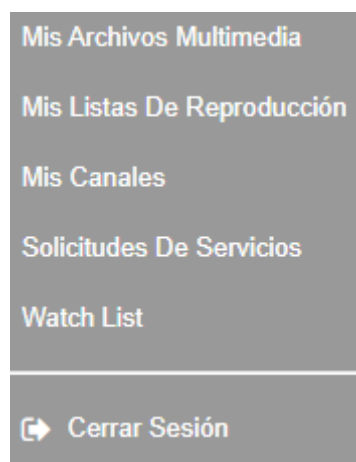 Mis Archivos Multimedia
Mis Listas De Reproducción
Mis Canales
Solicitudes De Servicios
Watch List
Cerrar Sesión